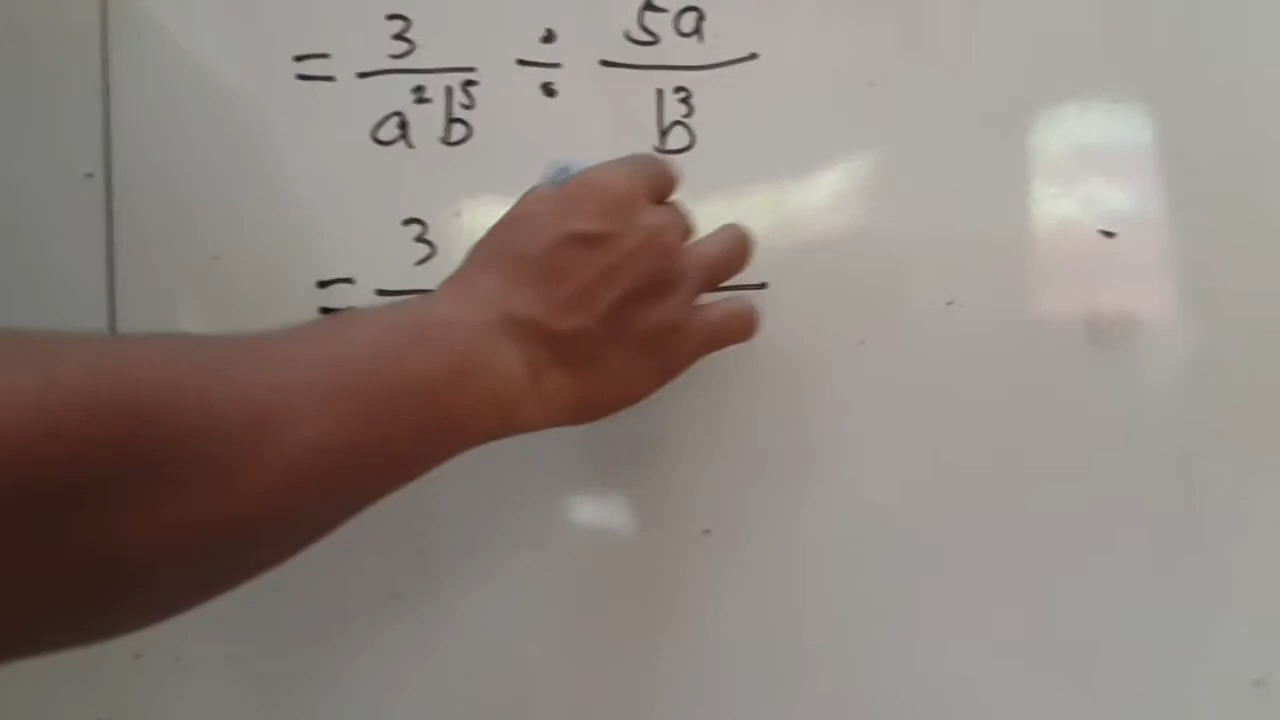 = 3/a²b⁵ ÷ 5a/b³
= 3